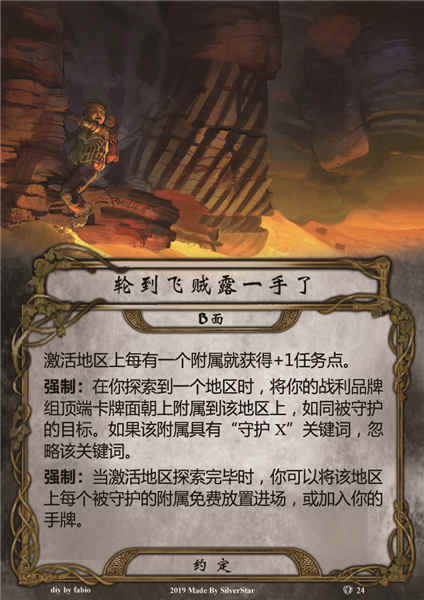 轮到飞贼露一手了
B面
激活地区上每有一个附属就获得+1任务点。
强制：在你探索到一个地区时，将你的战利品牌
组顶端卡牌面朝上附属到该地区上，如同被守护
的目标。如果该附属具有“守护 X”关键词，忽
略该关键词。
强制：当激活地区探索完毕时，你可以将该地区
上每个被守护的附属免费放置进场，或加入你的
手牌。
约定
diy by fabio 2019 Made By SilverStar 24